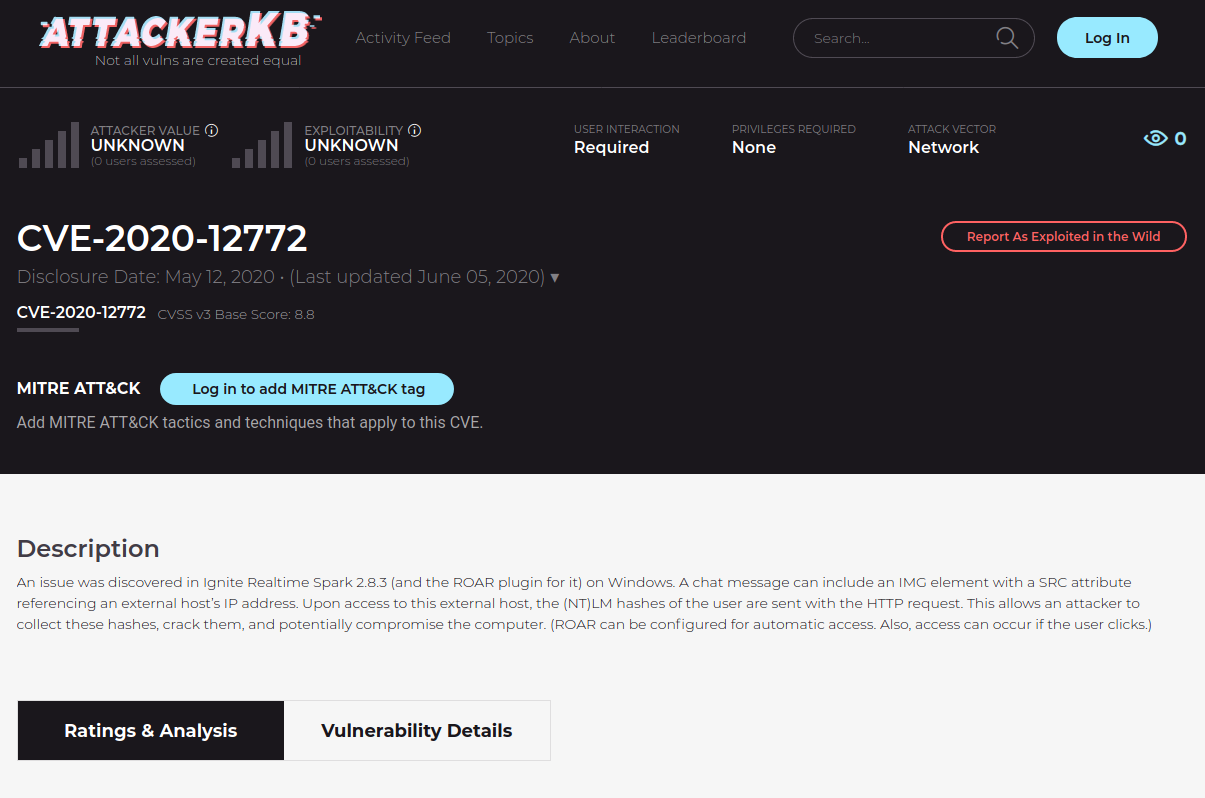 ATTACKERKB
Not all vulns are created equal
Activity Feed
Topics
About
Leaderboard
Search...
Log In
ATTACKER VALUE
UNKNOWN
(0 users assessed)
EXPLOITABILITY
UNKNOWN
(0 users assessed)
USER INTERACTION
Required
PRIVILEGES REQUIRED
None
ATTACK VECTOR
Network
0
CVE-2020-12772
Report As Exploited in the Wild
Disclosure Date: May 12, 2020 • (Last updated June 05, 2020) ▾
CVE-2020-12772 CVSS v3 Base Score: 8.8
MITRE ATT&CK
Log in to add MITRE ATT&CK tag
Add MITRE ATT&CK tactics and techniques that apply to this CVE.
Description
An issue was discovered in Ignite Realtime Spark 2.8.3 (and the ROAR plugin for it) on Windows. A chat message can include an IMG element with a SRC attribute
referencing an external host’s IP address. Upon access to this external host, the (NT)LM hashes of the user are sent with the HTTP request. This allows an attacker to
collect these hashes, crack them, and potentially compromise the computer. (ROAR can be configured for automatic access. Also, access can occur if the user clicks.)
Ratings & Analysis
Vulnerability Details